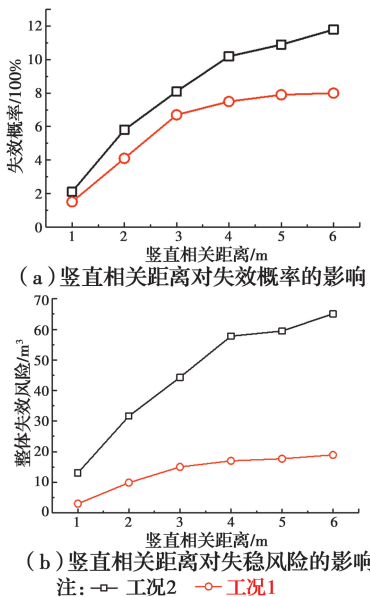 12
10
8
6
4
2
0
失效概率/100%
1 2 3 4 5 6
竖直相关距离/m
(a)竖直相关距离对失效概率的影响
70
60
50
40
30
20
10
0
整体失效风险/m³
1 2 3 4 5 6
竖直相关距离/m
(b)竖直相关距离对失稳风险的影响
注: 工况2 工况1